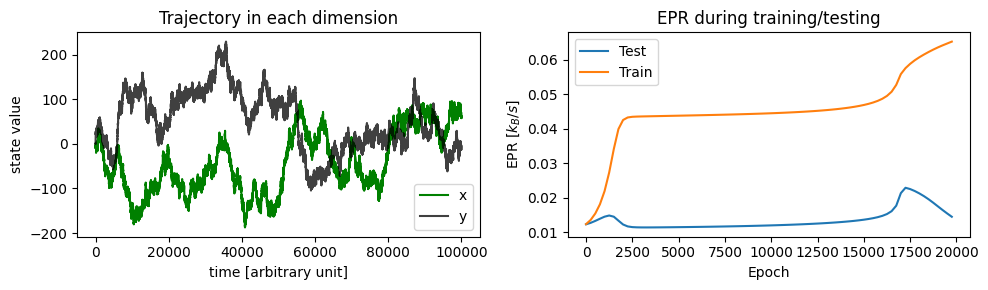 Trajectory in each dimension
state value
200
100
0
−100
−200
x
y
0
20000
40000
60000
80000
100000
time [arbitrary unit]
EPR during training/testing
EPR [$k_B/s$]
0.06
0.05
0.04
0.03
0.02
0.01
Test
Train
0
2500
5000
7500
10000
12500
15000
17500
20000
Epoch